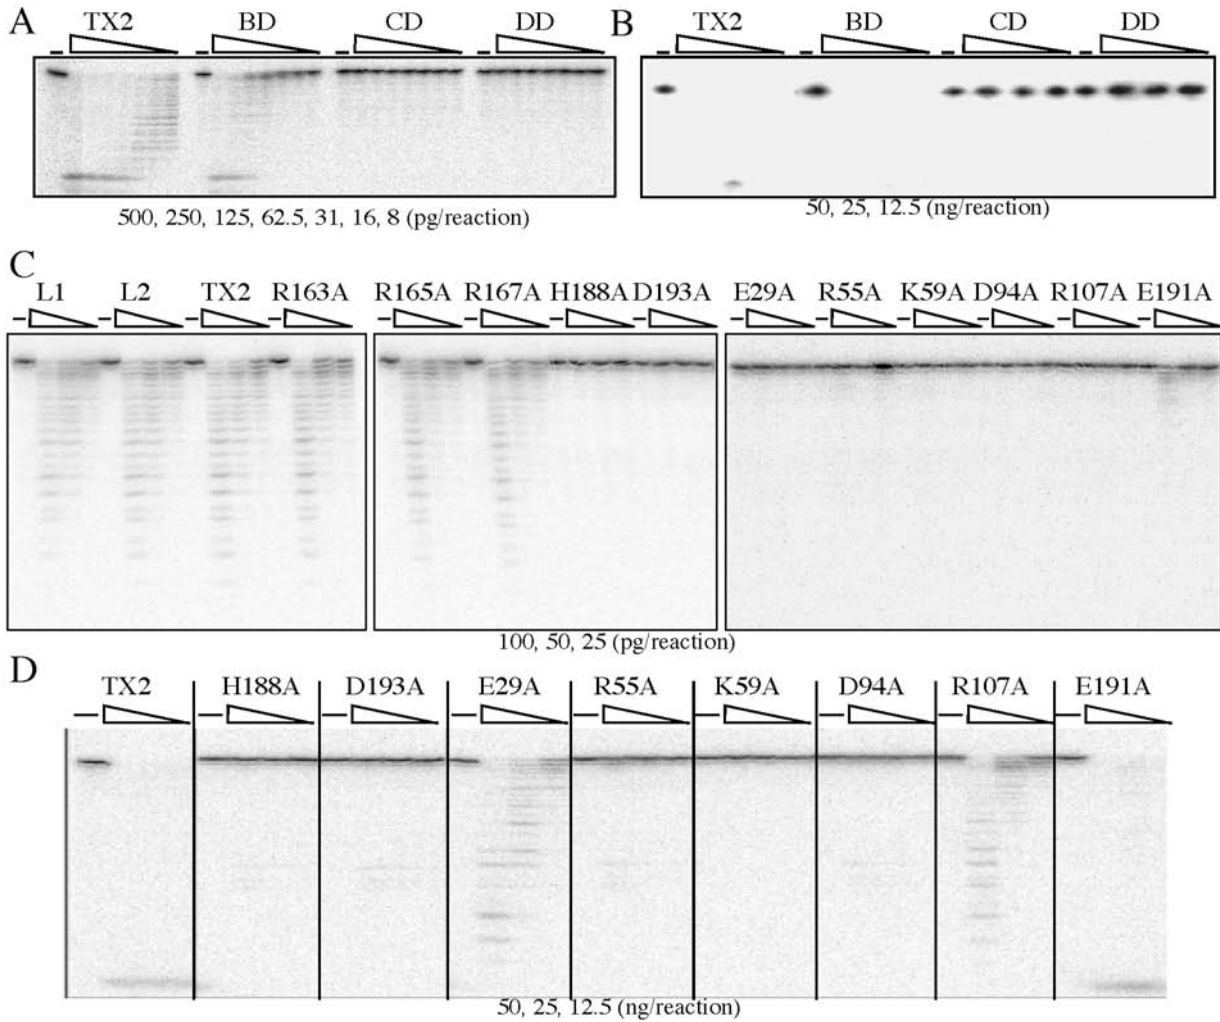 A TX2 BD CD DD
B TX2 BD CD DD
500, 250, 125, 62.5, 31, 16, 8 (pg/reaction)
50, 25, 12.5 (ng/reaction)
C
L1 L2 TX2 R163A R165A R167A H188A D193A E29A R55A K59A D94A R107A E191A
100, 50, 25 (pg/reaction)
D
TX2 H188A D193A E29A R55A K59A D94A R107A E191A
50, 25, 12.5 (ng/reaction)